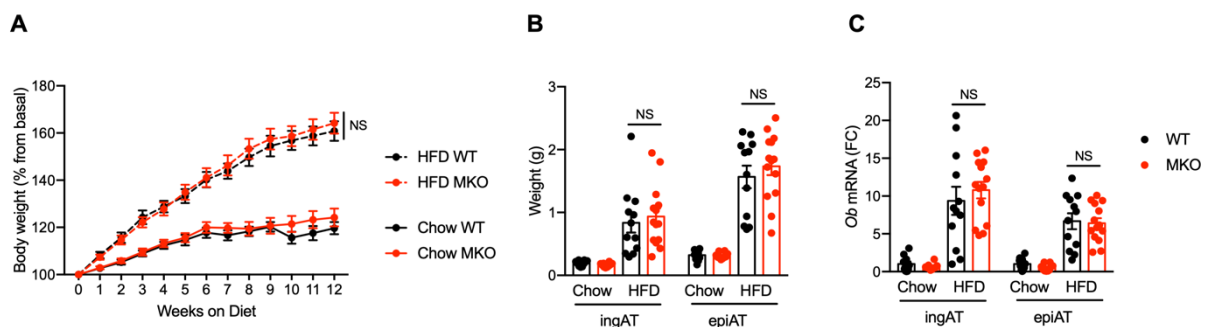 A
Body weight (% from basal)
180
160
140
120
100
NS
0 1 2 3 4 5 6 7 8 9 10 11 12
Weeks on Diet
HFD WT
HFD MKO
Chow WT
Chow MKO
B
Weight (g)
3
2
1
0
NS
NS
Chow HFD Chow HFD
ingAT epiAT
C
Ob mRNA (FC)
25
20
15
10
5
0
NS
NS
Chow HFD Chow HFD
ingAT epiAT
WT
MKO